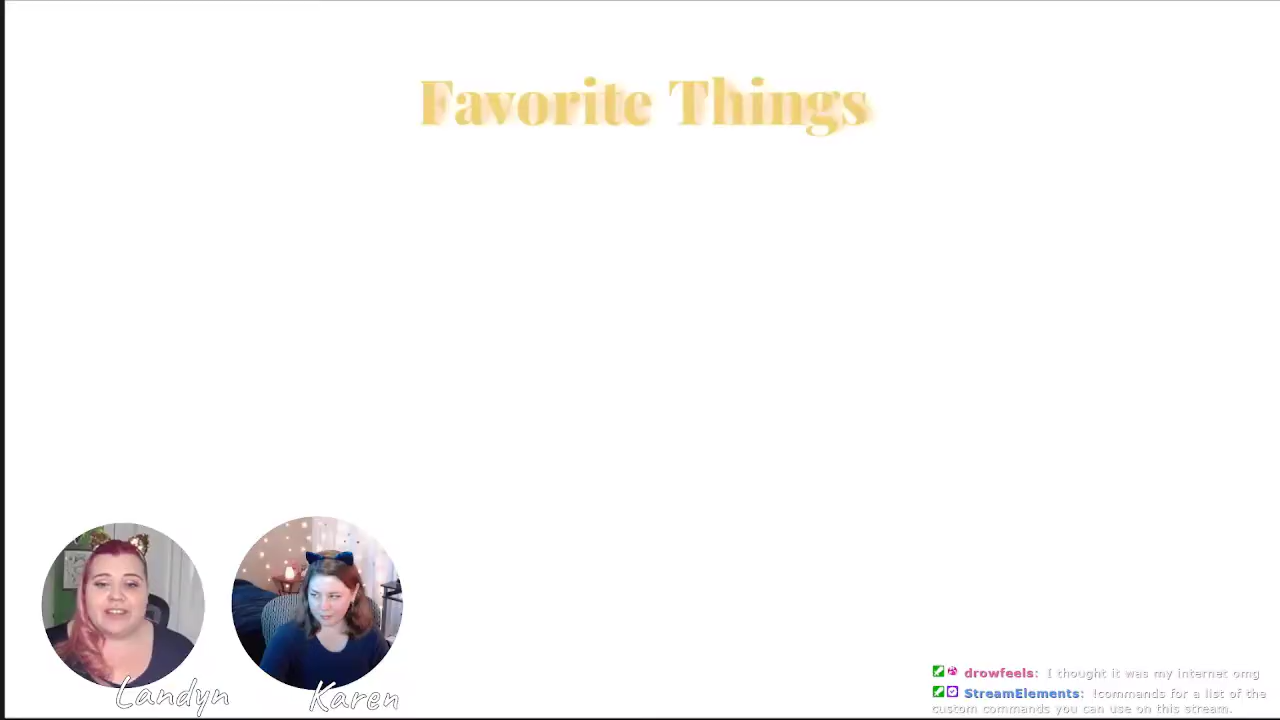 Favorite Things
Landyn
Karen
drowfeels: I thought it was my internet omg
StreamElements: !commands for a list of the
custom commands you can use on this stream.